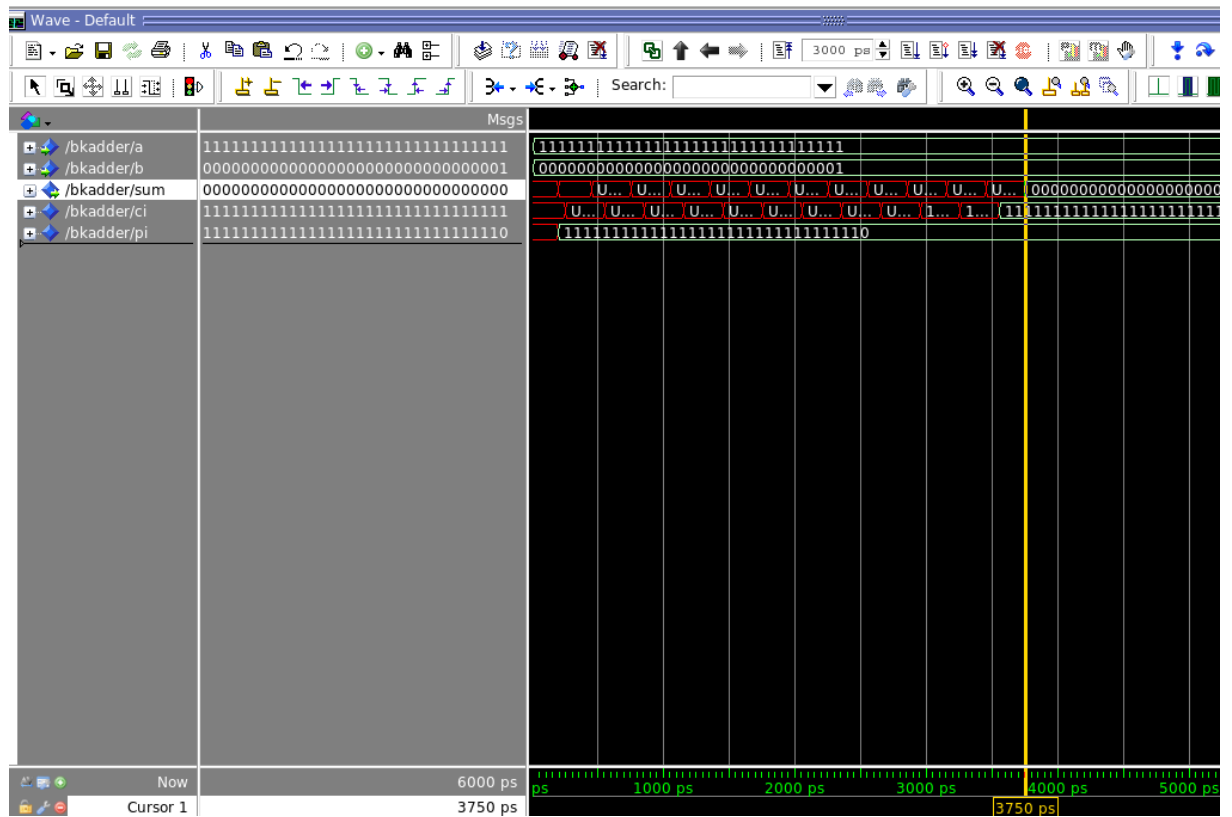 Wave - Default
3000 ps
Search:
Msgs
/bkadder/a 11111111111111111111111111111111 11111111111111111111111111111111
/bkadder/b 00000000000000000000000000000001 00000000000000000000000000000001
/bkadder/sum 00000000000000000000000000000000 U... U... U... U... U... U... U... U... U... U... U... 00000000000000000000
/bkadder/ci 11111111111111111111111111111111 U... U... U... U... U... U... U... U... U... 1... 1... 11111111111111111111111
/bkadder/pi 11111111111111111111111111111110 11111111111111111111111111111110
Now 6000 ps ps 1000 ps 2000 ps 3000 ps 4000 ps 5000 ps
Cursor 1 3750 ps 3750 ps